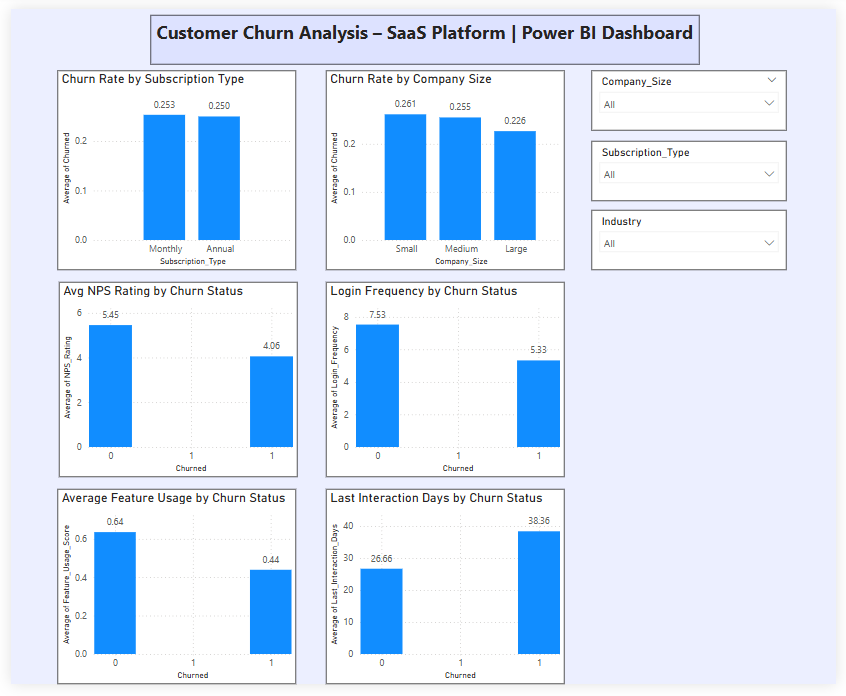 Customer Churn Analysis – SaaS Platform | Power BI Dashboard
Churn Rate by Subscription Type
0.253
0.250
0.2
0.1
0.0
Average of Churned
Monthly
Annual
Subscription_Type
Churn Rate by Company Size
0.261
0.255
0.226
0.2
0.1
0.0
Average of Churned
Small
Medium
Large
Company_Size
Company_Size
All
Subscription_Type
All
Industry
All
Avg NPS Rating by Churn Status
5.45
4.06
6
4
2
0
Average of NPS_Rating
0
1
1
Churned
Login Frequency by Churn Status
7.53
5.33
8
6
4
2
0
Average of Login_Frequency
0
1
1
Churned
Average Feature Usage by Churn Status
0.64
0.44
0.6
0.4
0.2
0.0
Average of Feature_Usage_Score
0
1
1
Churned
Last Interaction Days by Churn Status
38.36
26.66
40
30
20
10
0
Average of Last_Interaction_Days
0
1
1
Churned